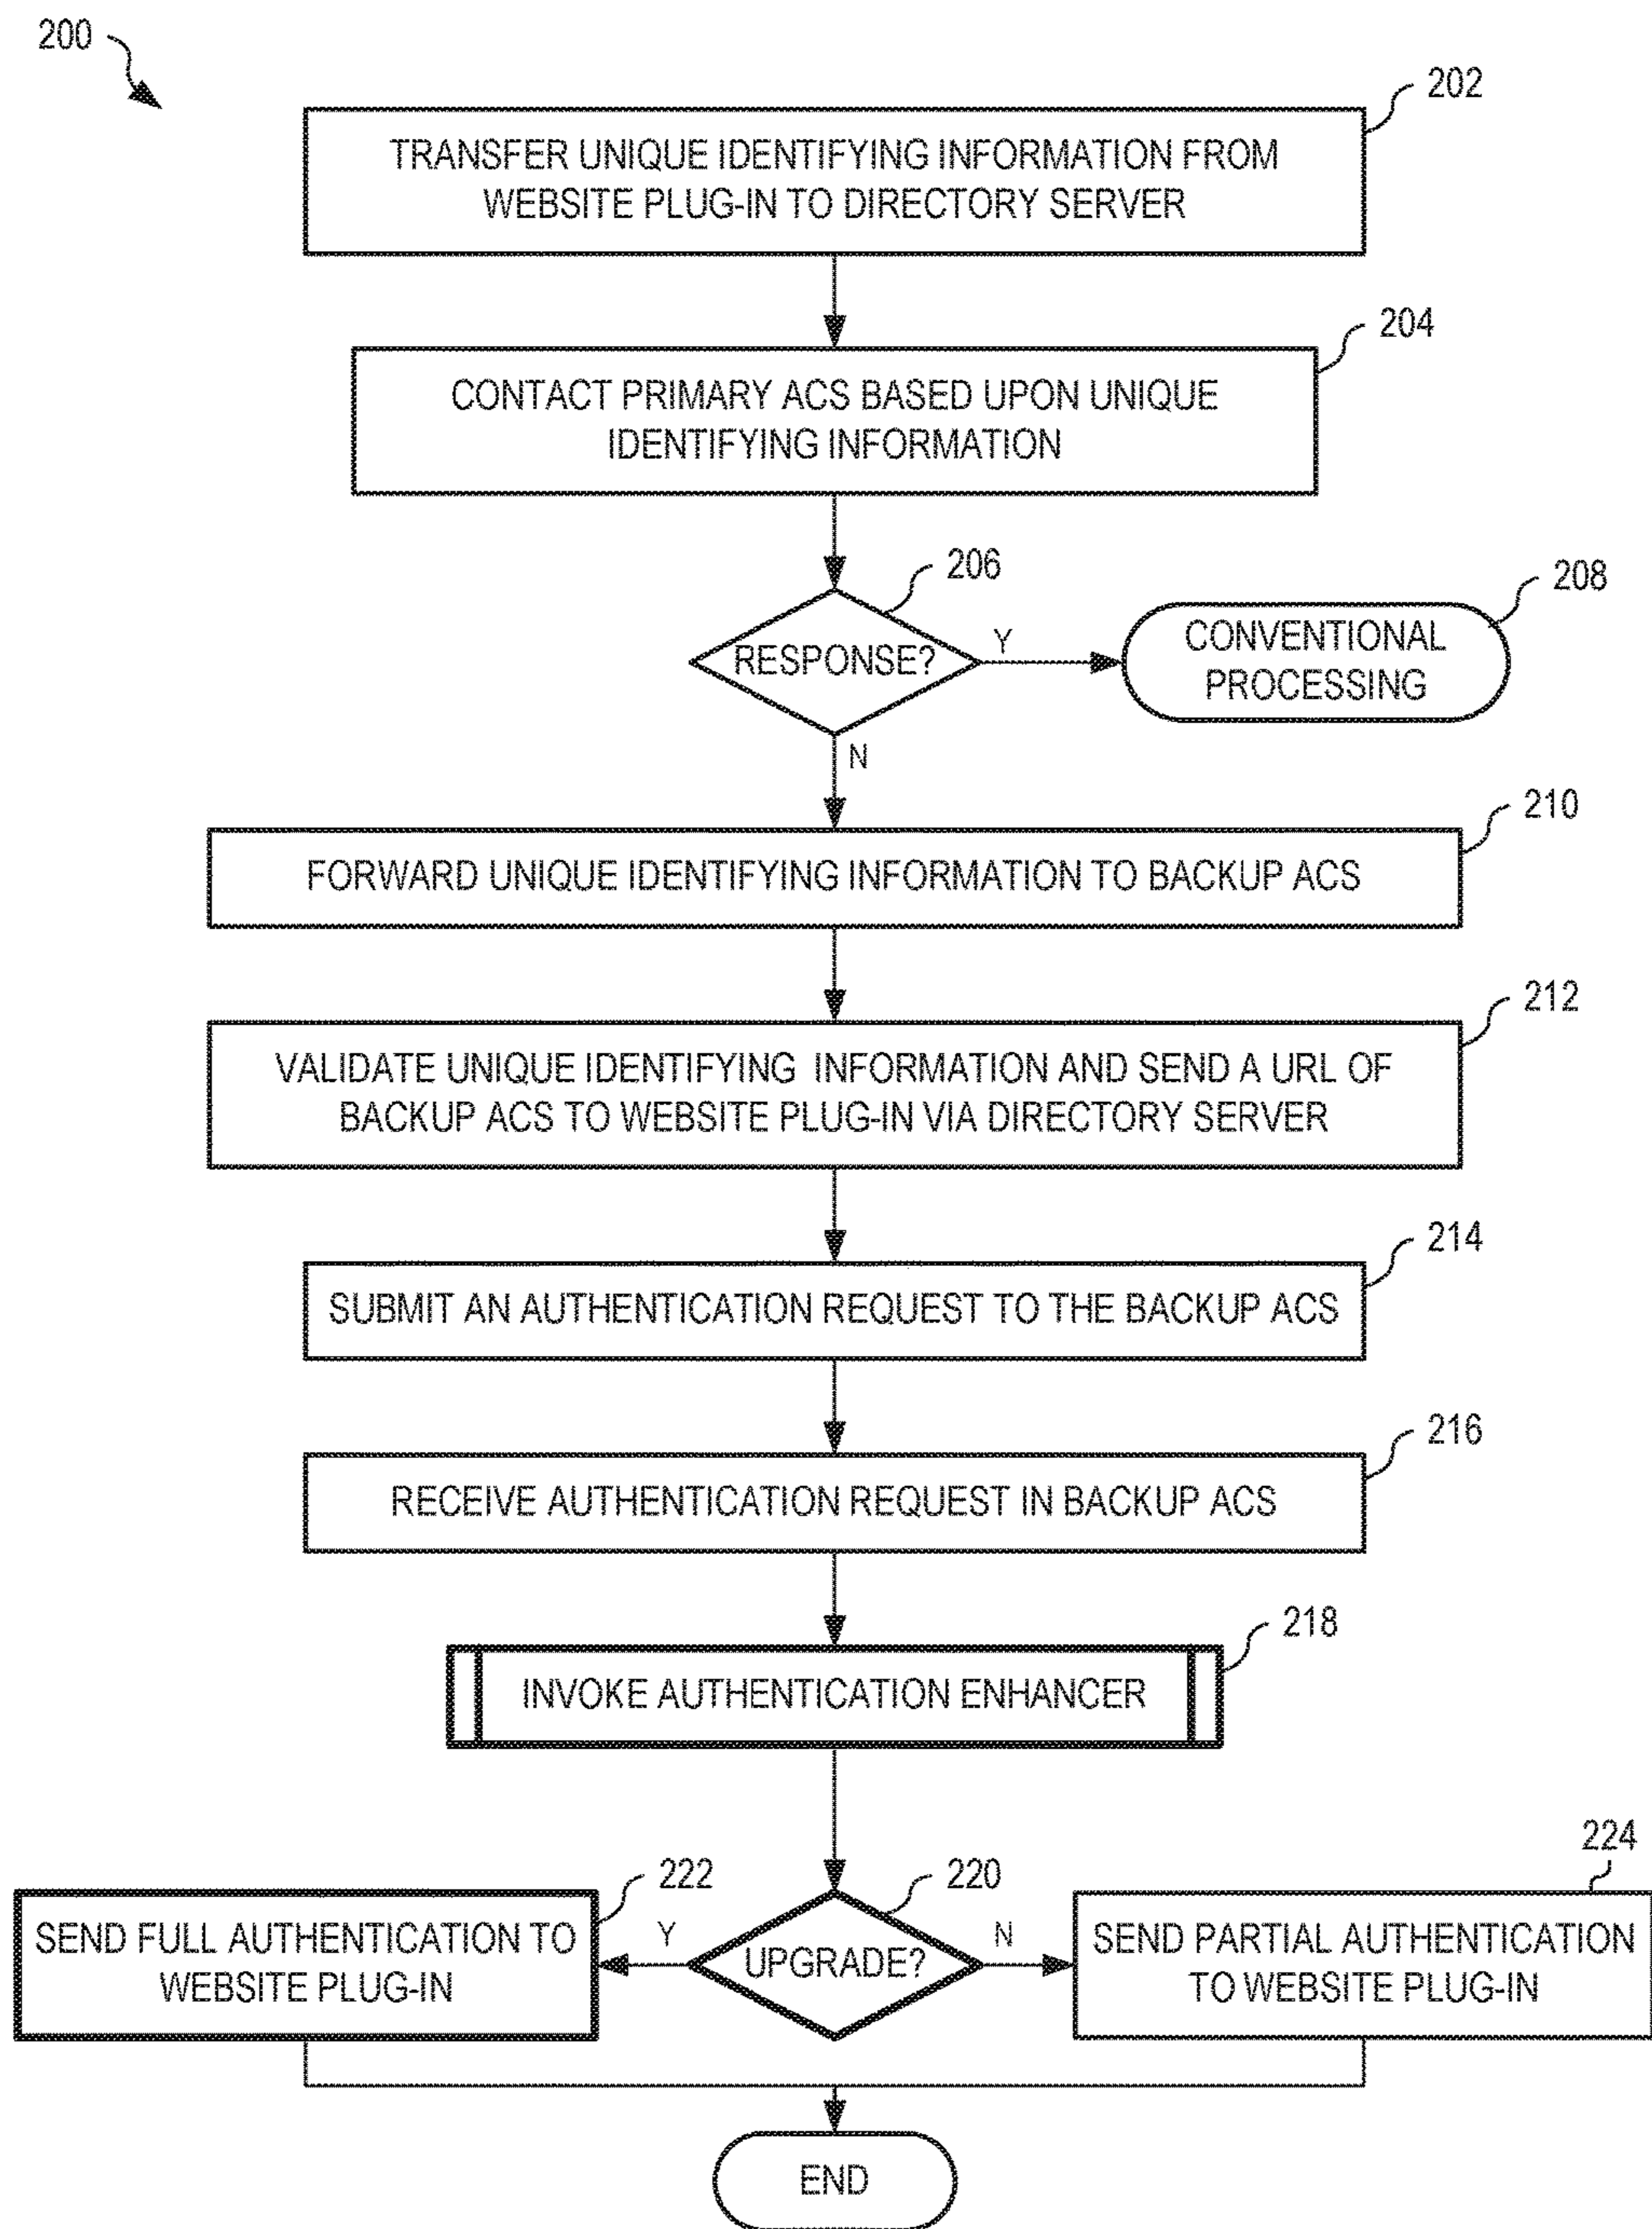 200
202
TRANSFER UNIQUE IDENTIFYING INFORMATION FROM
WEBSITE PLUG-IN TO DIRECTORY SERVER
204
CONTACT PRIMARY ACS BASED UPON UNIQUE
IDENTIFYING INFORMATION
206
208
RESPONSE?
Y
CONVENTIONAL
PROCESSING
N
210
FORWARD UNIQUE IDENTIFYING INFORMATION TO BACKUP ACS
212
VALIDATE UNIQUE IDENTIFYING INFORMATION AND SEND A URL OF
BACKUP ACS TO WEBSITE PLUG-IN VIA DIRECTORY SERVER
214
SUBMIT AN AUTHENTICATION REQUEST TO THE BACKUP ACS
216
RECEIVE AUTHENTICATION REQUEST IN BACKUP ACS
218
INVOKE AUTHENTICATION ENHANCER
222
220
224
SEND FULL AUTHENTICATION TO
WEBSITE PLUG-IN
Y
UPGRADE?
N
SEND PARTIAL AUTHENTICATION
TO WEBSITE PLUG-IN
END